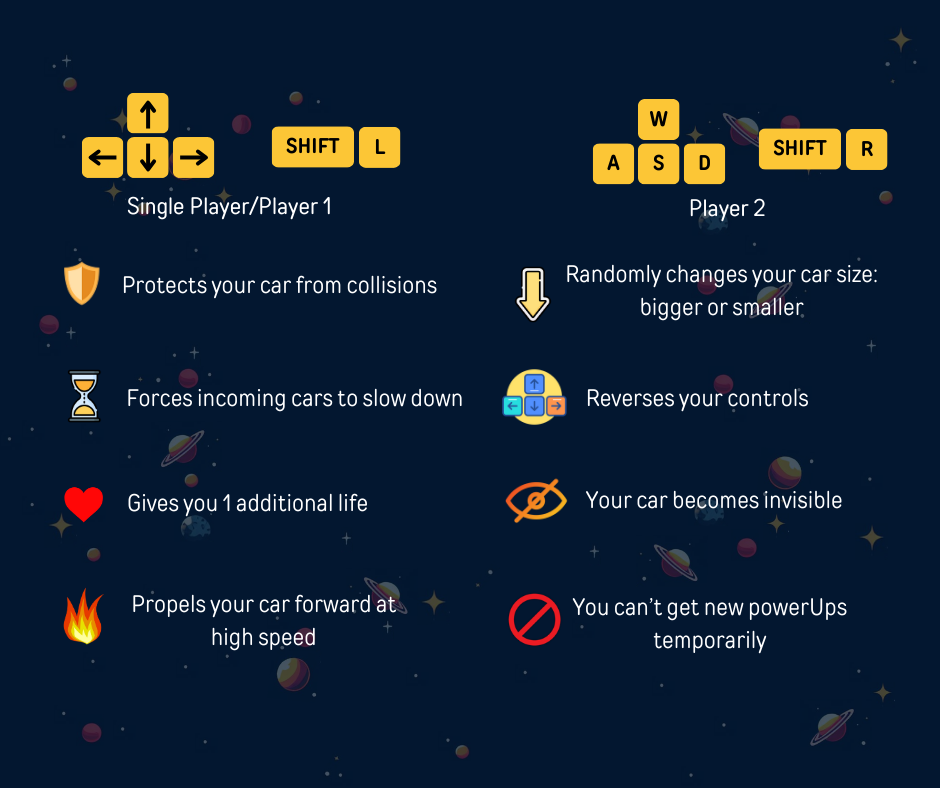 SHIFT L
Single Player/Player 1
W
A S D
SHIFT R
Player 2
Protects your car from collisions
Forces incoming cars to slow down
Gives you 1 additional life
Propels your car forward at
high speed
Randomly changes your car size:
bigger or smaller
Reverses your controls
Your car becomes invisible
You can’t get new powerUps
temporarily